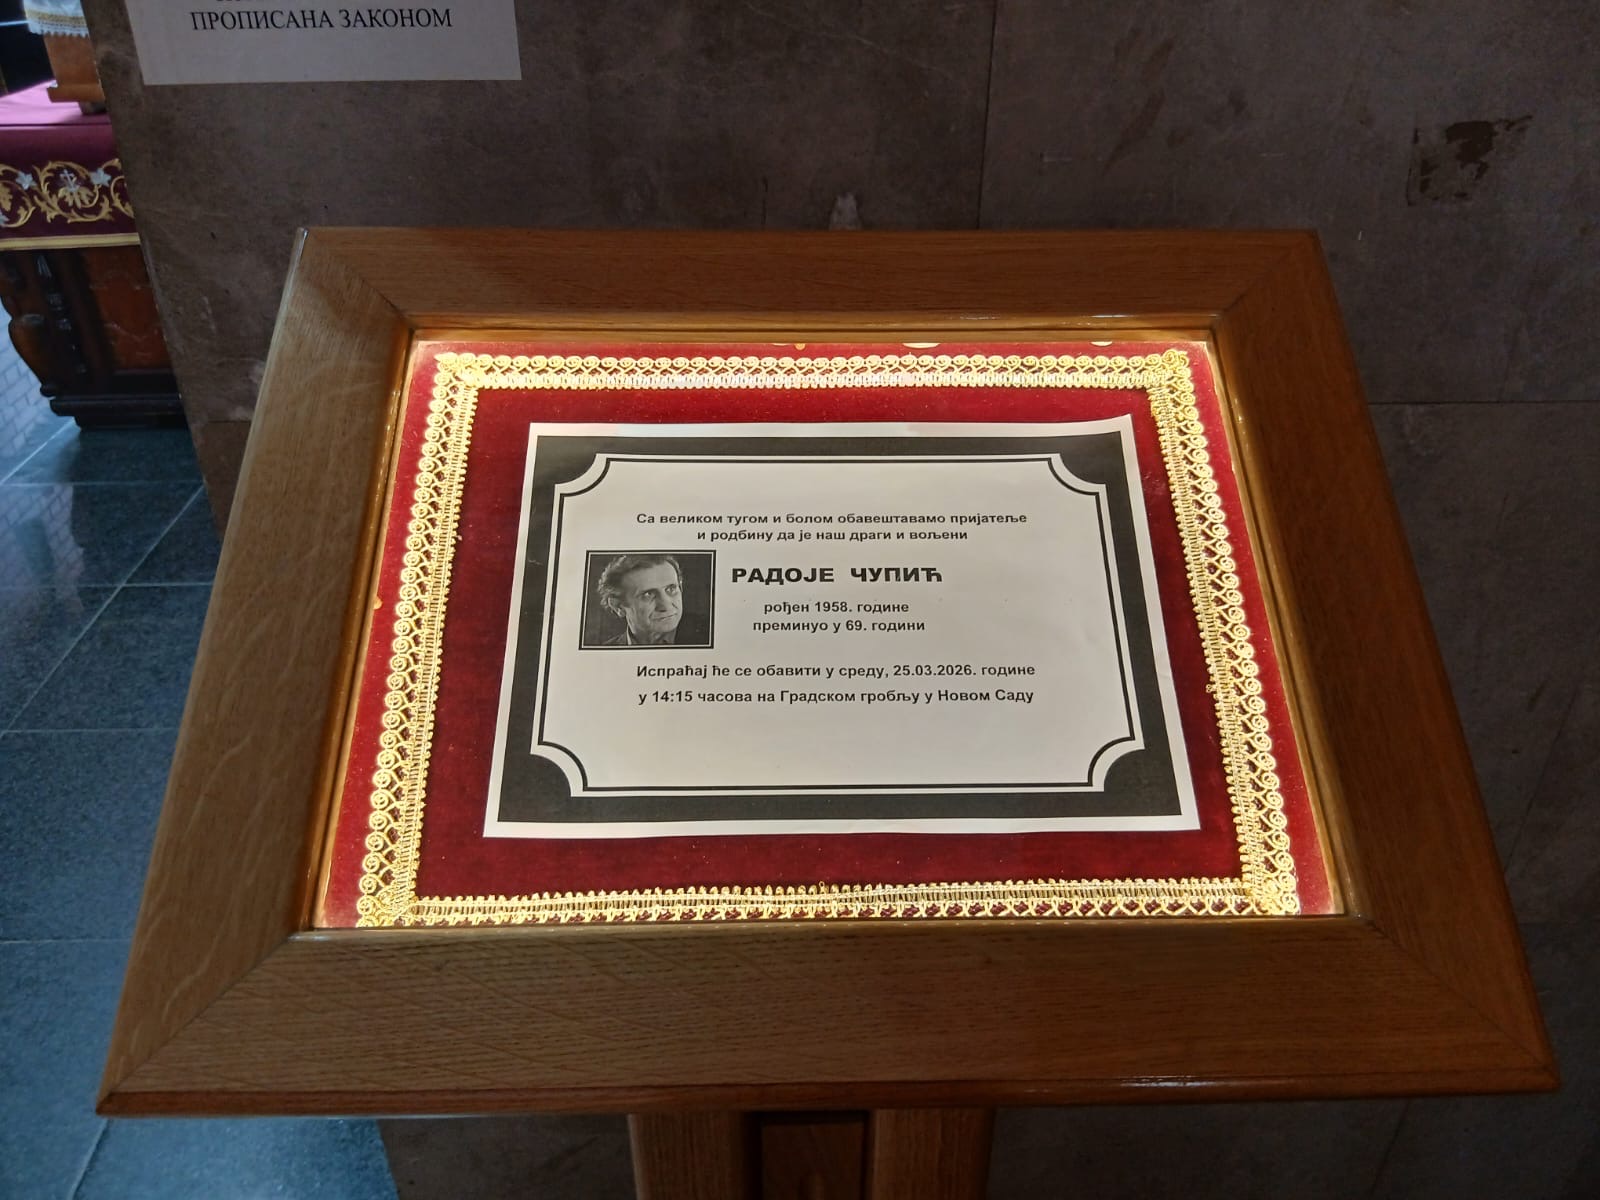 ПРОПИСАНА ЗАКОНОМ
Са великом тугом и болом обавештавамо пријатеље
и родбину да је наш драги и вољени
РАДОЈЕ ЧУПИЋ
рођен 1958. године
преминуо у 69. години
Испраћај ће се обавити у среду, 25.03.2026. године
у 14:15 часова на Градском гробљу у Новом Саду